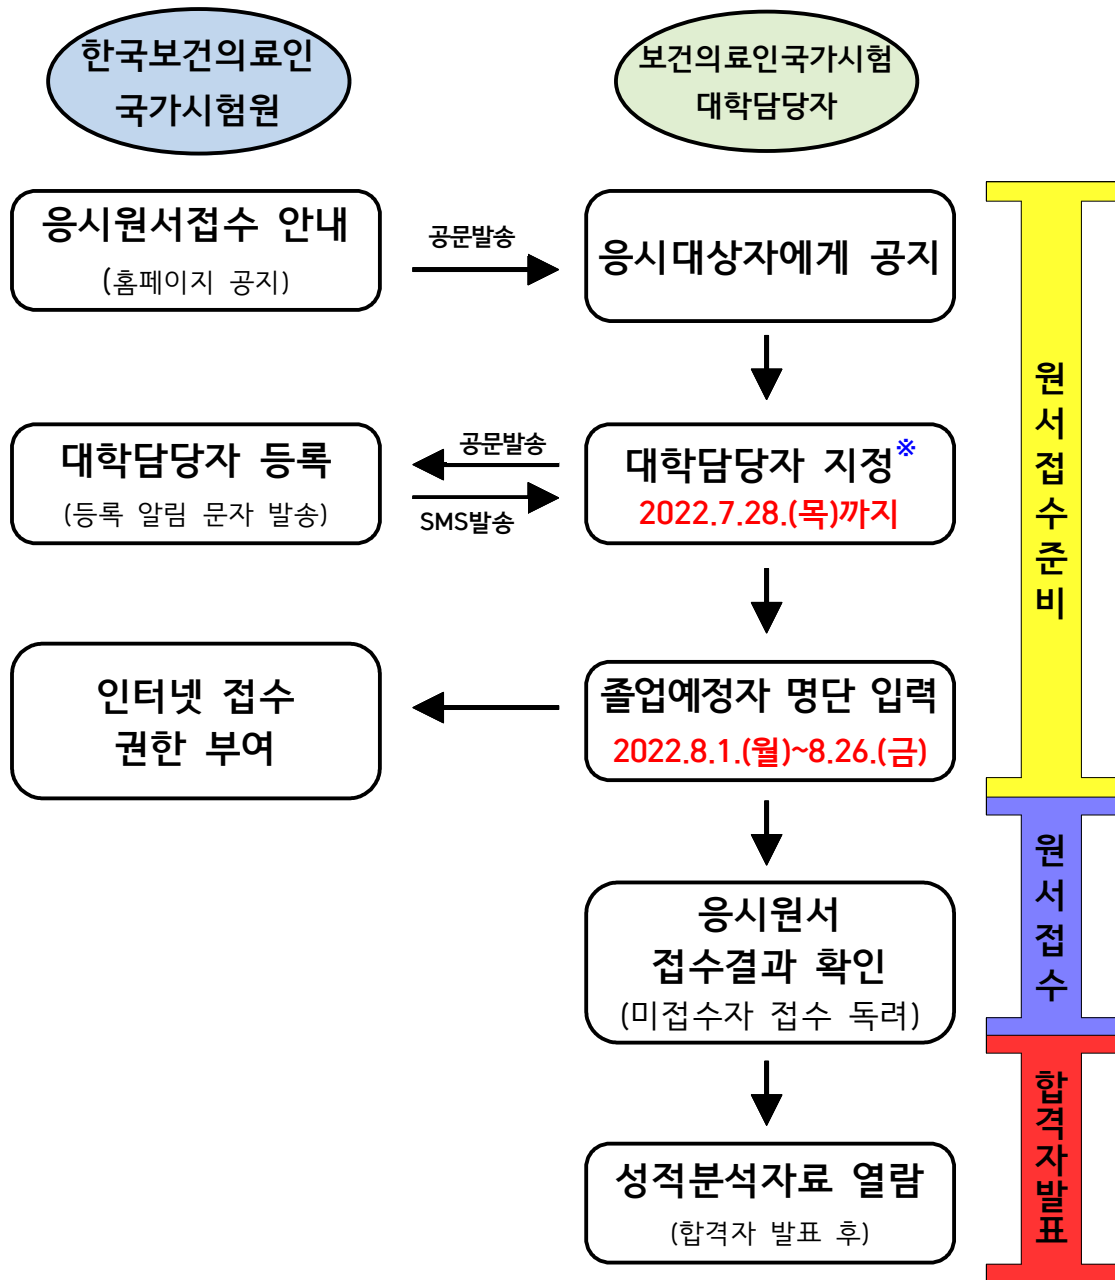 한국보건의료인
국가시험원
보건의료인국가시험
대학담당자
응시원서접수 안내
(홈페이지 공지)
공문발송
응시대상자에게 공지
대학담당자 등록
(등록 알림 문자 발송)
공문발송
SMS발송
대학담당자 지정※
2022.7.28.(목)까지
인터넷 접수
권한 부여
졸업예정자 명단 입력
2022.8.1.(월)~8.26.(금)
응시원서
접수결과 확인
(미접수자 접수 독려)
성적분석자료 열람
(합격자 발표 후)
원서접수준비
원서접수
합격자발표